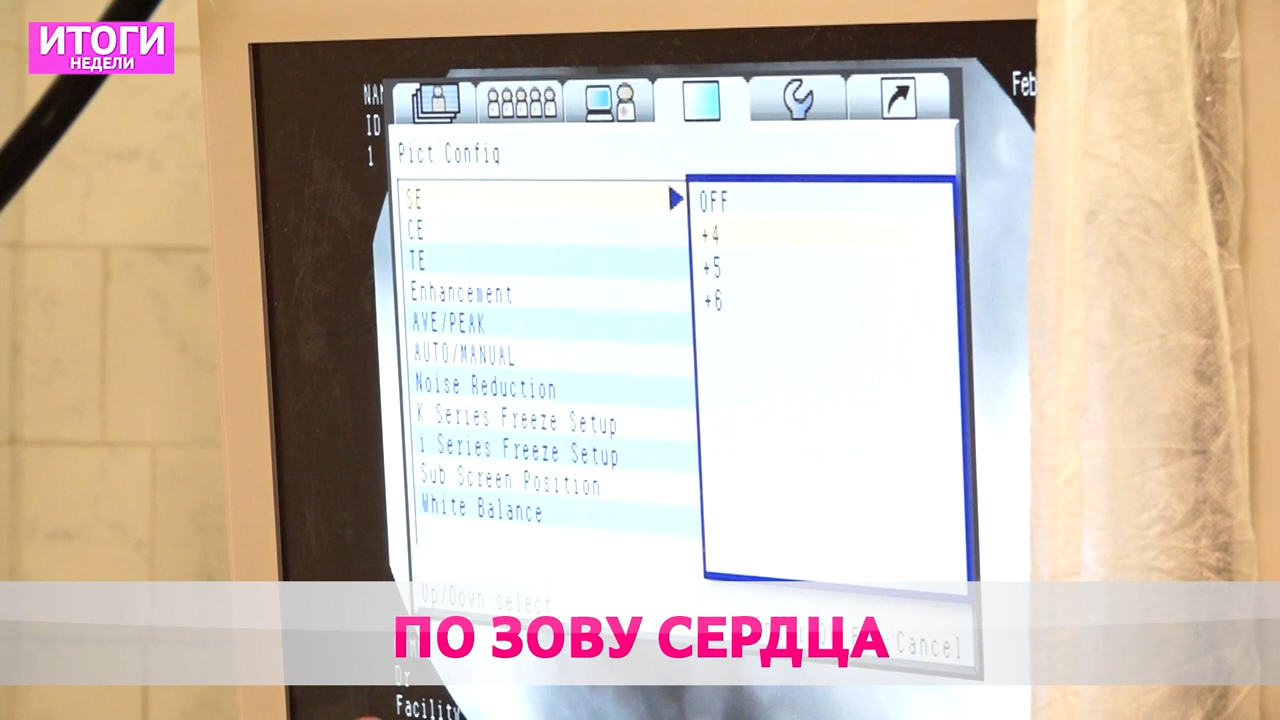 ИТОГИ
НЕДЕЛИ
ID
1
Feb
Pict Config
SE
CE
TE
Enhancement
AVE/PEAK
AUTO/MANUAL
Noise Reduction
K Series Freeze Setup
i Series Freeze Setup
Sub Screen Position
White Balance
OFF
+4
+5
+6
Up/Down:select
Cancel
ПО ЗОВУ СЕРДЦА
Facility